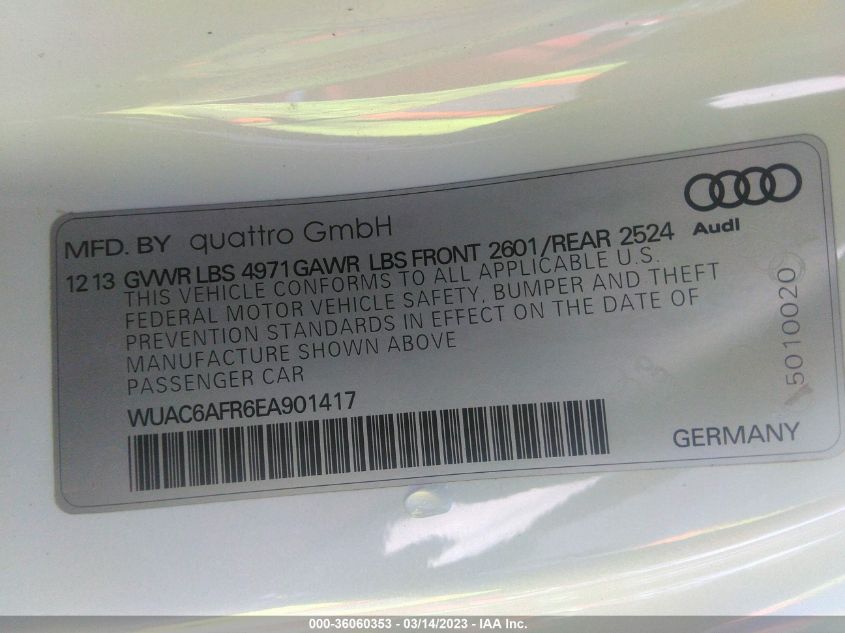 MFD. BY quattro GmbH
Audi
12 13 GVWR LBS 4971 GAWR LBS FRONT 2601/REAR 2524
THIS VEHICLE CONFORMS TO ALL APPLICABLE U.S.
FEDERAL MOTOR VEHICLE SAFETY, BUMPER AND THEFT
PREVENTION STANDARDS IN EFFECT ON THE DATE OF
MANUFACTURE SHOWN ABOVE
PASSENGER CAR
WUAC6AFR6EA901417
GERMANY
5010020
000-36060353 - 03/14/2023 - IAA Inc.